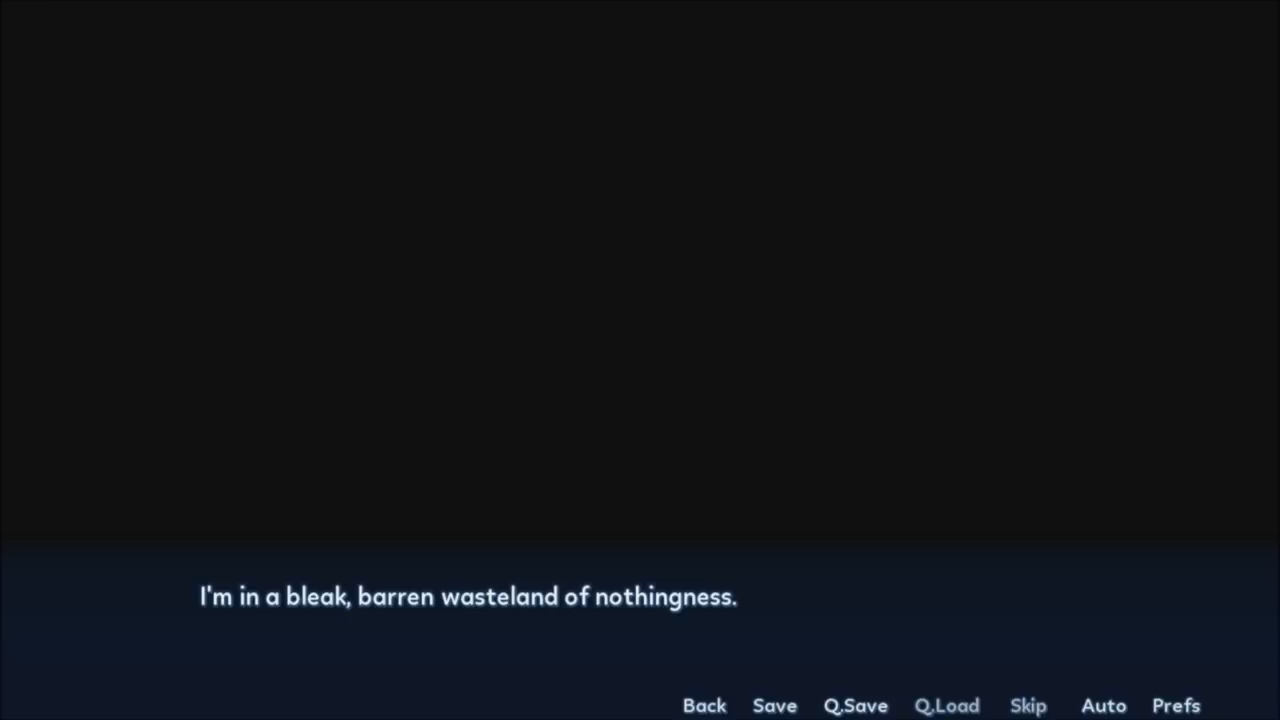 I'm in a bleak, barren wasteland of nothingness.
Back Save Q.Save Q.Load Skip Auto Prefs